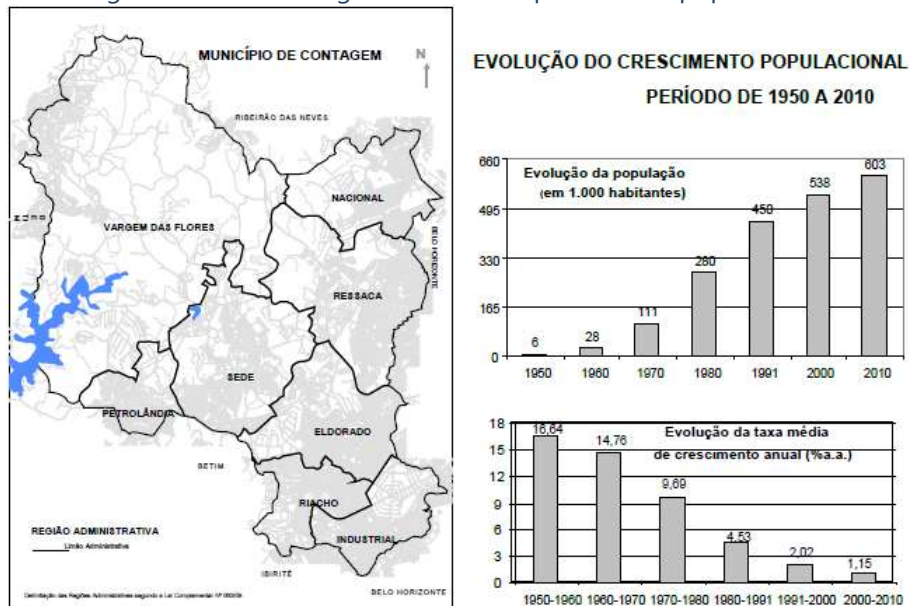 MUNICÍPIO DE CONTAGEM
N
RIBEIRÃO DAS NEVES
NACIONAL
VARGEM DAS FLORES
BELO HORIZONTE
RESSACA
SEDE
PETROLÂNDIA
ELDORADO
BETIM
RIACHO
REGIÃO ADMINISTRATIVA
Limite Administrativo
INDUSTRIAL
IBIRITÉ
BELO HORIZONTE
EVOLUÇÃO DO CRESCIMENTO POPULACIONAL
PERÍODO DE 1950 A 2010
Evolução da população
(em 1.000 habitantes)
660
495
330
165
0
6
28
111
280
450
538
603
1950
1960
1970
1980
1991
2000
2010
Evolução da taxa média
de crescimento anual (%a.a.)
18
15
12
9
6
3
0
16,64
14,76
9,69
4,53
2,02
1,15
1950-1960 1960-1970 1970-1980 1980-1991 1991-2000 2000-2010